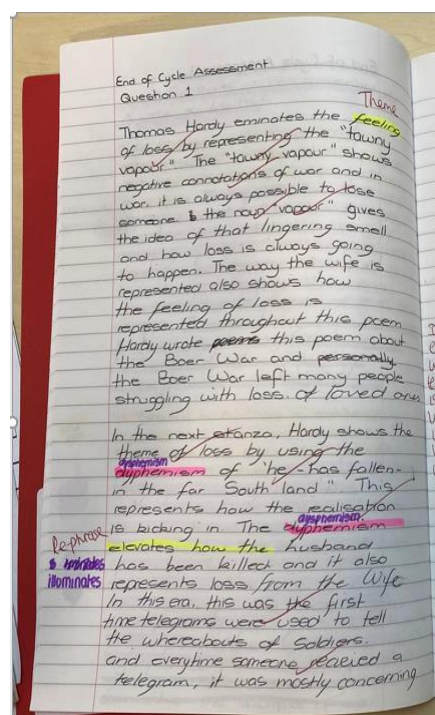 End of Cycle Assessment
Question 1
Theme
Thomas Hardy eminates the feeling
of loss by representing the "tawny
vapour" The "tawny vapour" shows
negative connotations of war and in
war, it is always possible to lose
someone the noun "vapour" gives
the idea of that lingering smell
and how loss is always going
to happen. The way the wife is
represented also shows how
the feeling of loss is
represented throughout this poem
Hardy wrote poem this poem about
the Boer War and personally
the Boer War left many people
struggling with loss. of loved ones
In the next stanza, Hardy shows the
theme of loss by using the
dysphemism
dyphemism of 'he - has fallen -
in the far South land" This
represents how the realisation
dysphemism.
is kicking in. The dyphemism
Rephrase
elevates how the husband
illominates
has been killed and it also
represents loss from the Wife
In this era, this was the first
time telegrams were used to tell
the whereabouts of Soldiers.
and everytime someone receied a
telegram, it was mostly concerning